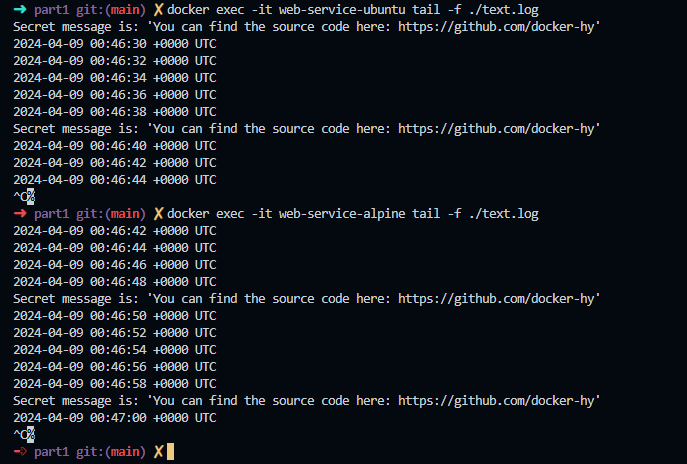 ➜ part1 git:(main) ✗ docker exec -it web-service-ubuntu tail -f ./text.log
Secret message is: 'You can find the source code here: https://github.com/docker-hy'
2024-04-09 00:46:30 +0000 UTC
2024-04-09 00:46:32 +0000 UTC
2024-04-09 00:46:34 +0000 UTC
2024-04-09 00:46:36 +0000 UTC
2024-04-09 00:46:38 +0000 UTC
Secret message is: 'You can find the source code here: https://github.com/docker-hy'
2024-04-09 00:46:40 +0000 UTC
2024-04-09 00:46:42 +0000 UTC
2024-04-09 00:46:44 +0000 UTC
^C%
➜ part1 git:(main) ✗ docker exec -it web-service-alpine tail -f ./text.log
2024-04-09 00:46:42 +0000 UTC
2024-04-09 00:46:44 +0000 UTC
2024-04-09 00:46:46 +0000 UTC
2024-04-09 00:46:48 +0000 UTC
Secret message is: 'You can find the source code here: https://github.com/docker-hy'
2024-04-09 00:46:50 +0000 UTC
2024-04-09 00:46:52 +0000 UTC
2024-04-09 00:46:54 +0000 UTC
2024-04-09 00:46:56 +0000 UTC
2024-04-09 00:46:58 +0000 UTC
Secret message is: 'You can find the source code here: https://github.com/docker-hy'
2024-04-09 00:47:00 +0000 UTC
^C%
➜ part1 git:(main) ✗